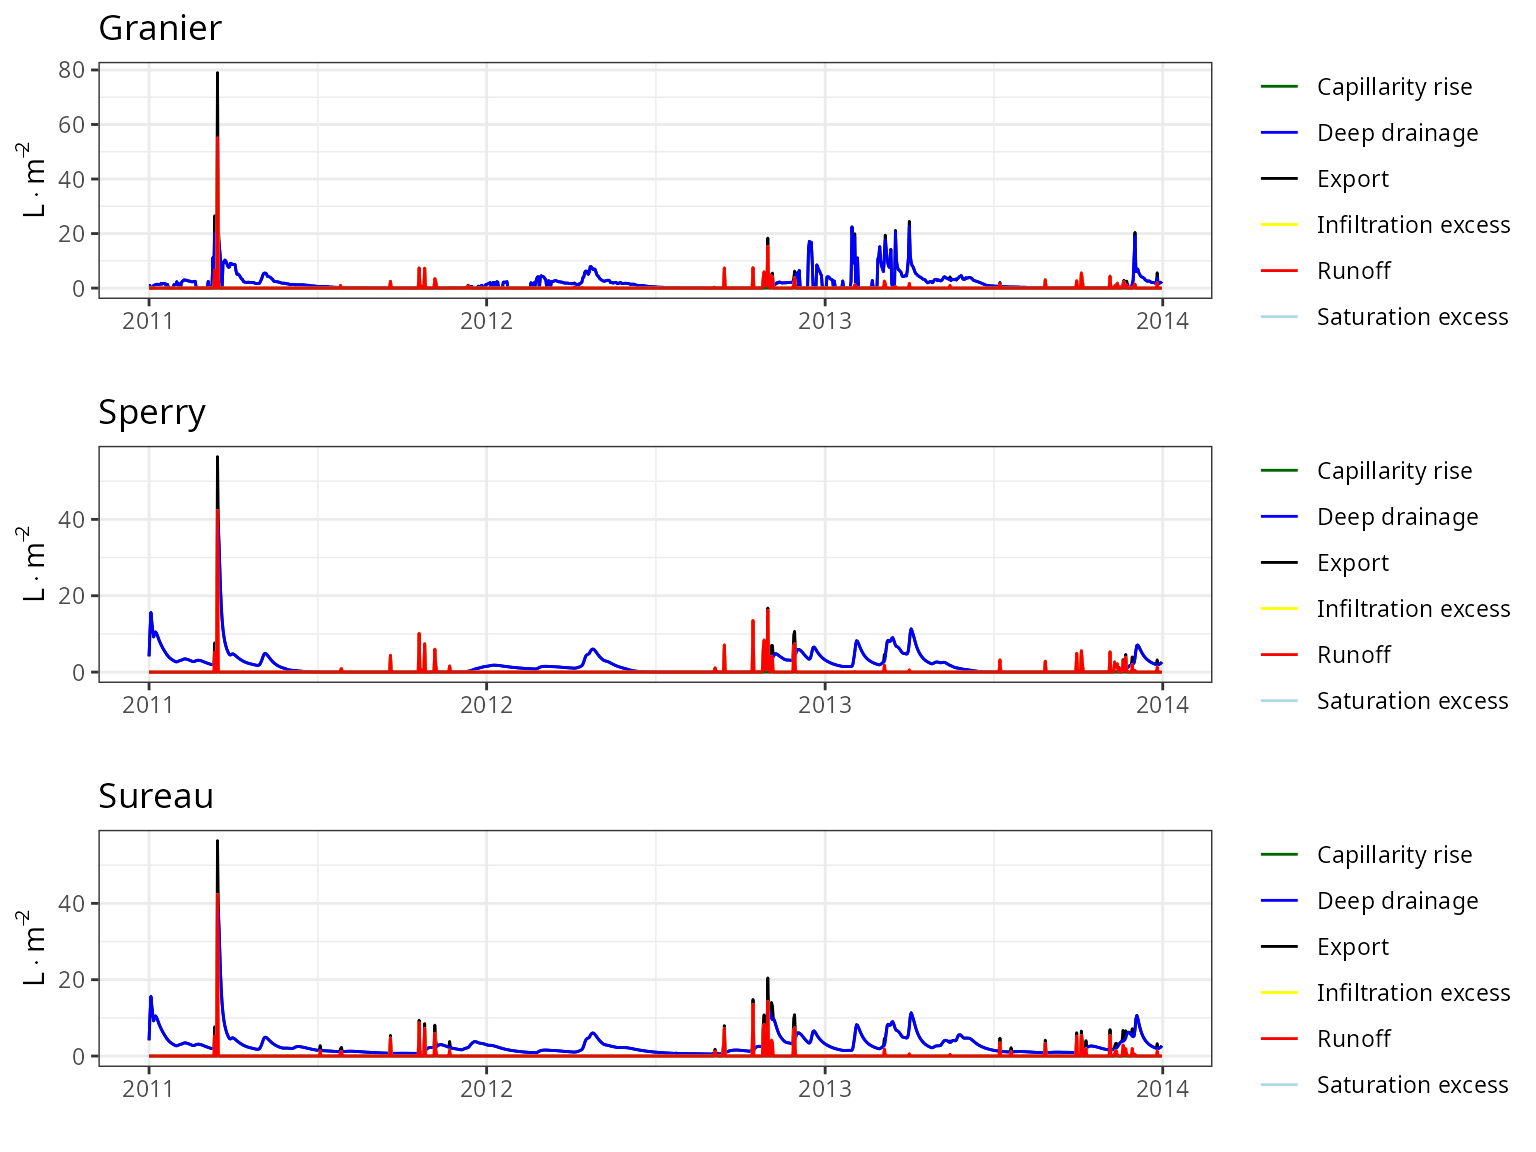 Granier
80
60
40
20
0
L · m⁻²
2011 2012 2013 2014
Capillarity rise
Deep drainage
Export
Infiltration excess
Runoff
Saturation excess
Sperry
40
20
0
L · m⁻²
2011 2012 2013 2014
Capillarity rise
Deep drainage
Export
Infiltration excess
Runoff
Saturation excess
Sureau
40
20
0
L · m⁻²
2011 2012 2013 2014
Capillarity rise
Deep drainage
Export
Infiltration excess
Runoff
Saturation excess